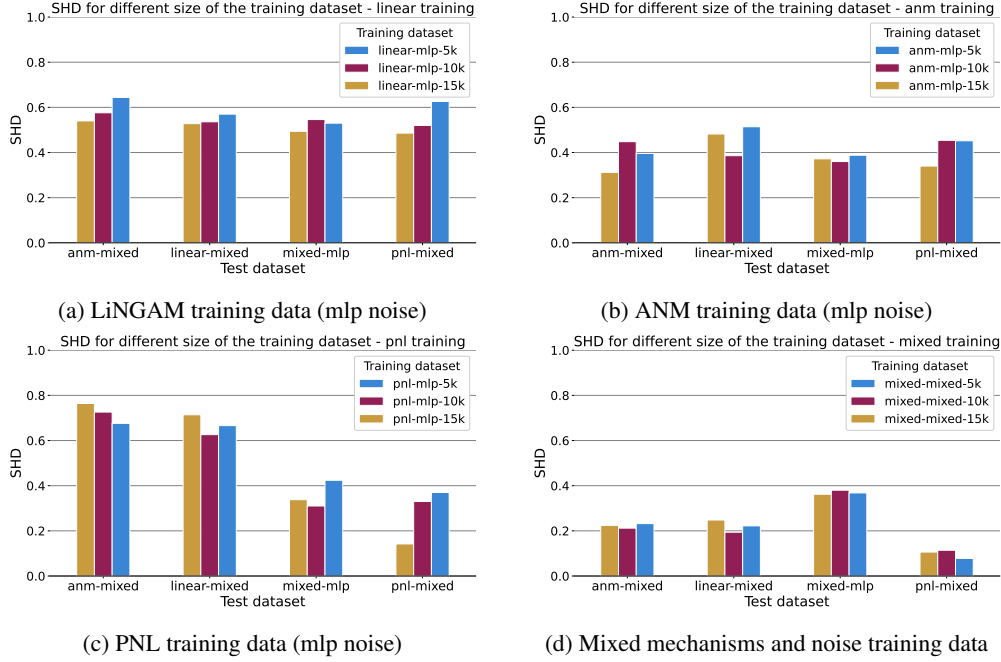 SHD for different size of the training dataset - linear training
SHD
1.0
0.8
0.6
0.4
0.2
0.0
Training dataset
linear-mlp-5k
linear-mlp-10k
linear-mlp-15k
anm-mixed linear-mixed mixed-mlp pnl-mixed
Test dataset
(a) LiNGAM training data (mlp noise)
SHD for different size of the training dataset - anm training
SHD
1.0
0.8
0.6
0.4
0.2
0.0
Training dataset
anm-mlp-5k
anm-mlp-10k
anm-mlp-15k
anm-mixed linear-mixed mixed-mlp pnl-mixed
Test dataset
(b) ANM training data (mlp noise)
SHD for different size of the training dataset - pnl training
SHD
1.0
0.8
0.6
0.4
0.2
0.0
Training dataset
pnl-mlp-5k
pnl-mlp-10k
pnl-mlp-15k
anm-mixed linear-mixed mixed-mlp pnl-mixed
Test dataset
(c) PNL training data (mlp noise)
SHD for different size of the training dataset - mixed training
SHD
1.0
0.8
0.6
0.4
0.2
0.0
Training dataset
mixed-mixed-5k
mixed-mixed-10k
mixed-mixed-15k
anm-mixed linear-mixed mixed-mlp pnl-mixed
Test dataset
(d) Mixed mechanisms and noise training data